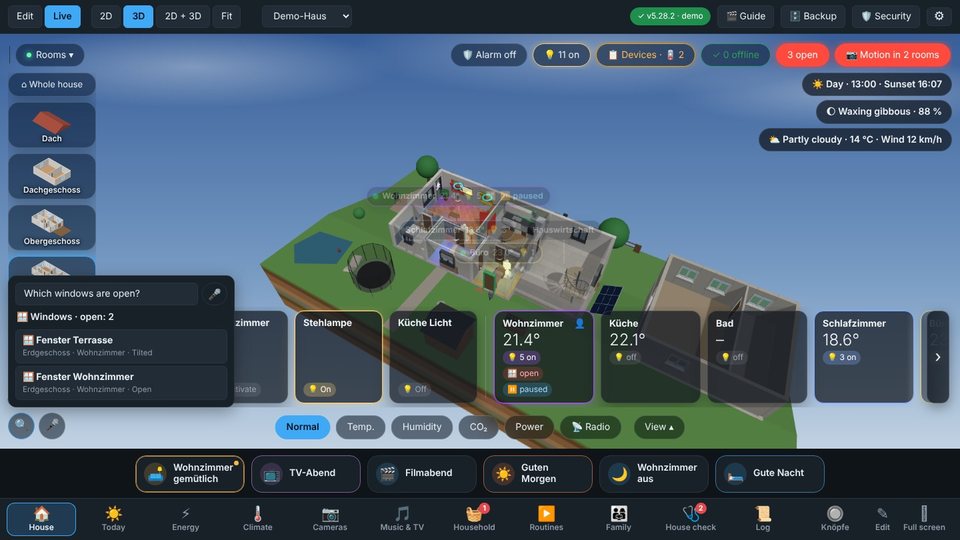 Edit
Live
2D
3D
2D + 3D
Fit
Demo-Haus
✓ v5.28.2 · demo
Guide
Backup
Security
Rooms ▾
Alarm off
11 on
Devices · 2
✓ 0 offline
3 open
Motion in 2 rooms
Day · 13:00 · Sunset 16:07
Waxing gibbous · 88 %
Partly cloudy · 14 °C · Wind 12 km/h
Whole house
Dach
Dachgeschoss
Obergeschoss
paused
Hauswirtschaft
Which windows are open?
Windows · open: 2
Fenster Terrasse
Erdgeschoss · Wohnzimmer · Tilted
Fenster Wohnzimmer
Erdgeschoss · Wohnzimmer · Open
Stehlampe
On
Küche Licht
Off
Wohnzimmer
21.4°
5 on
open
paused
Küche
22.1°
off
Bad
–
off
Schlafzimmer
18.6°
3 on
Normal
Temp.
Humidity
CO₂
Power
Radio
View ▴
Wohnzimmer
gemütlich
TV-Abend
Filmabend
Guten
Morgen
Wohnzimmer
aus
Gute Nacht
House
Today
Energy
Climate
Cameras
Music & TV
1
Household
Routines
Family
2
House check
Log
Knöpfe
Edit
Full screen